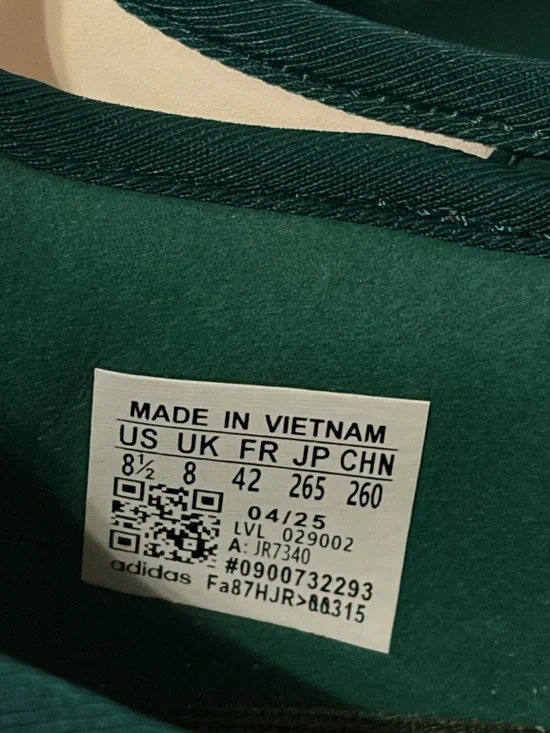 MADE IN VIETNAM
US UK FR JP CHN
8½ 8 42 265 260
04/25
LVL 029002
A: JR7340
#0900732293
adidas